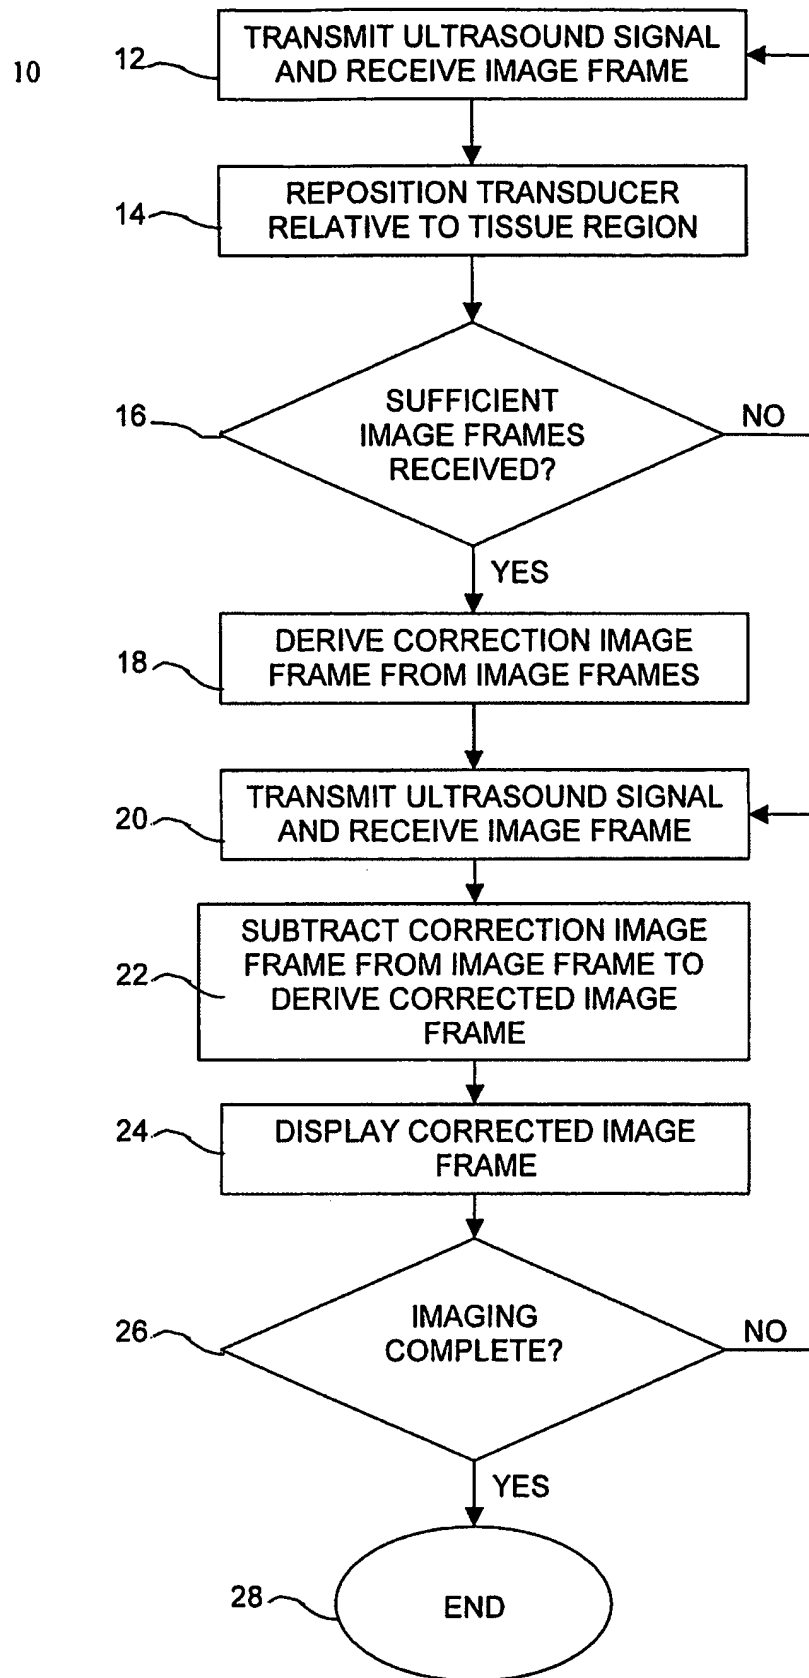 10
12
TRANSMIT ULTRASOUND SIGNAL
AND RECEIVE IMAGE FRAME
14
REPOSITION TRANSDUCER
RELATIVE TO TISSUE REGION
16
SUFFICIENT
IMAGE FRAMES
RECEIVED?
NO
YES
18
DERIVE CORRECTION IMAGE
FRAME FROM IMAGE FRAMES
20
TRANSMIT ULTRASOUND SIGNAL
AND RECEIVE IMAGE FRAME
22
SUBTRACT CORRECTION IMAGE
FRAME FROM IMAGE FRAME TO
DERIVE CORRECTED IMAGE
FRAME
24
DISPLAY CORRECTED IMAGE
FRAME
26
IMAGING
COMPLETE?
NO
YES
28
END